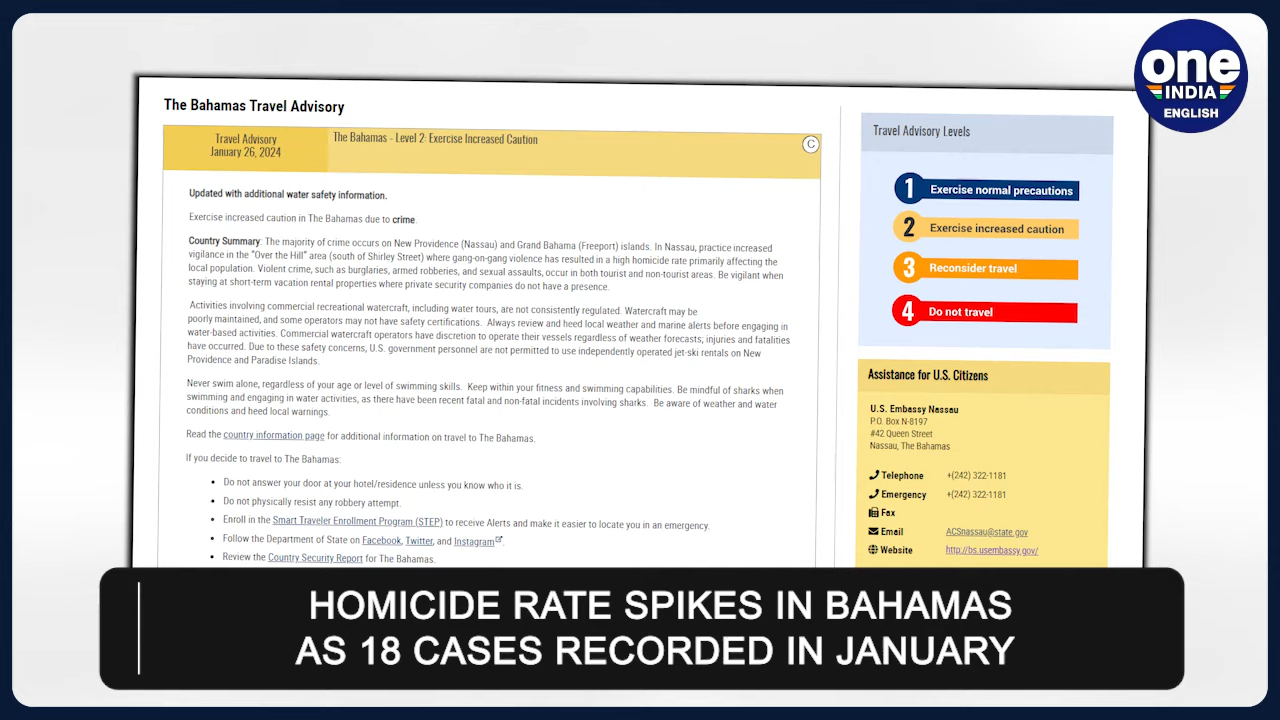 one
INDIA
ENGLISH
The Bahamas Travel Advisory
Travel Advisory
January 26, 2024
The Bahamas - Level 2: Exercise Increased Caution
C
Updated with additional water safety information.
Exercise increased caution in The Bahamas due to crime.
Country Summary: The majority of crime occurs on New Providence (Nassau) and Grand Bahama (Freeport) islands. In Nassau, practice increased
vigilance in the "Over the Hill" area (south of Shirley Street) where gang-on-gang violence has resulted in a high homicide rate primarily affecting the
local population. Violent crime, such as burglaries, armed robberies, and sexual assaults, occur in both tourist and non-tourist areas. Be vigilant when
staying at short-term vacation rental properties where private security companies do not have a presence.
Activities involving commercial recreational watercraft, including water tours, are not consistently regulated. Watercraft may be
poorly maintained, and some operators may not have safety certifications. Always review and heed local weather and marine alerts before engaging in
water-based activities. Commercial watercraft operators have discretion to operate their vessels regardless of weather forecasts; injuries and fatalities
have occurred. Due to these safety concerns, U.S. government personnel are not permitted to use independently operated jet-ski rentals on New
Providence and Paradise Islands.
Never swim alone, regardless of your age or level of swimming skills. Keep within your fitness and swimming capabilities. Be mindful of sharks when
swimming and engaging in water activities, as there have been recent fatal and non-fatal incidents involving sharks. Be aware of weather and water
conditions and heed local warnings.
Read the country information page for additional information on travel to The Bahamas.
If you decide to travel to The Bahamas:
• Do not answer your door at your hotel/residence unless you know who it is.
• Do not physically resist any robbery attempt.
• Enroll in the Smart Traveler Enrollment Program (STEP) to receive Alerts and make it easier to locate you in an emergency.
• Follow the Department of State on Facebook, Twitter, and Instagram.
• Review the Country Security Report for The Bahamas.
Travel Advisory Levels
1 Exercise normal precautions
2 Exercise increased caution
3 Reconsider travel
4 Do not travel
Assistance for U.S. Citizens
U.S. Embassy Nassau
P.O. Box N-8197
#42 Queen Street
Nassau, The Bahamas
Telephone +(242) 322-1181
Emergency +(242) 322-1181
Fax
Email ACSnassau@state.gov
Website http://bs.usembassy.gov/
HOMICIDE RATE SPIKES IN BAHAMAS
AS 18 CASES RECORDED IN JANUARY